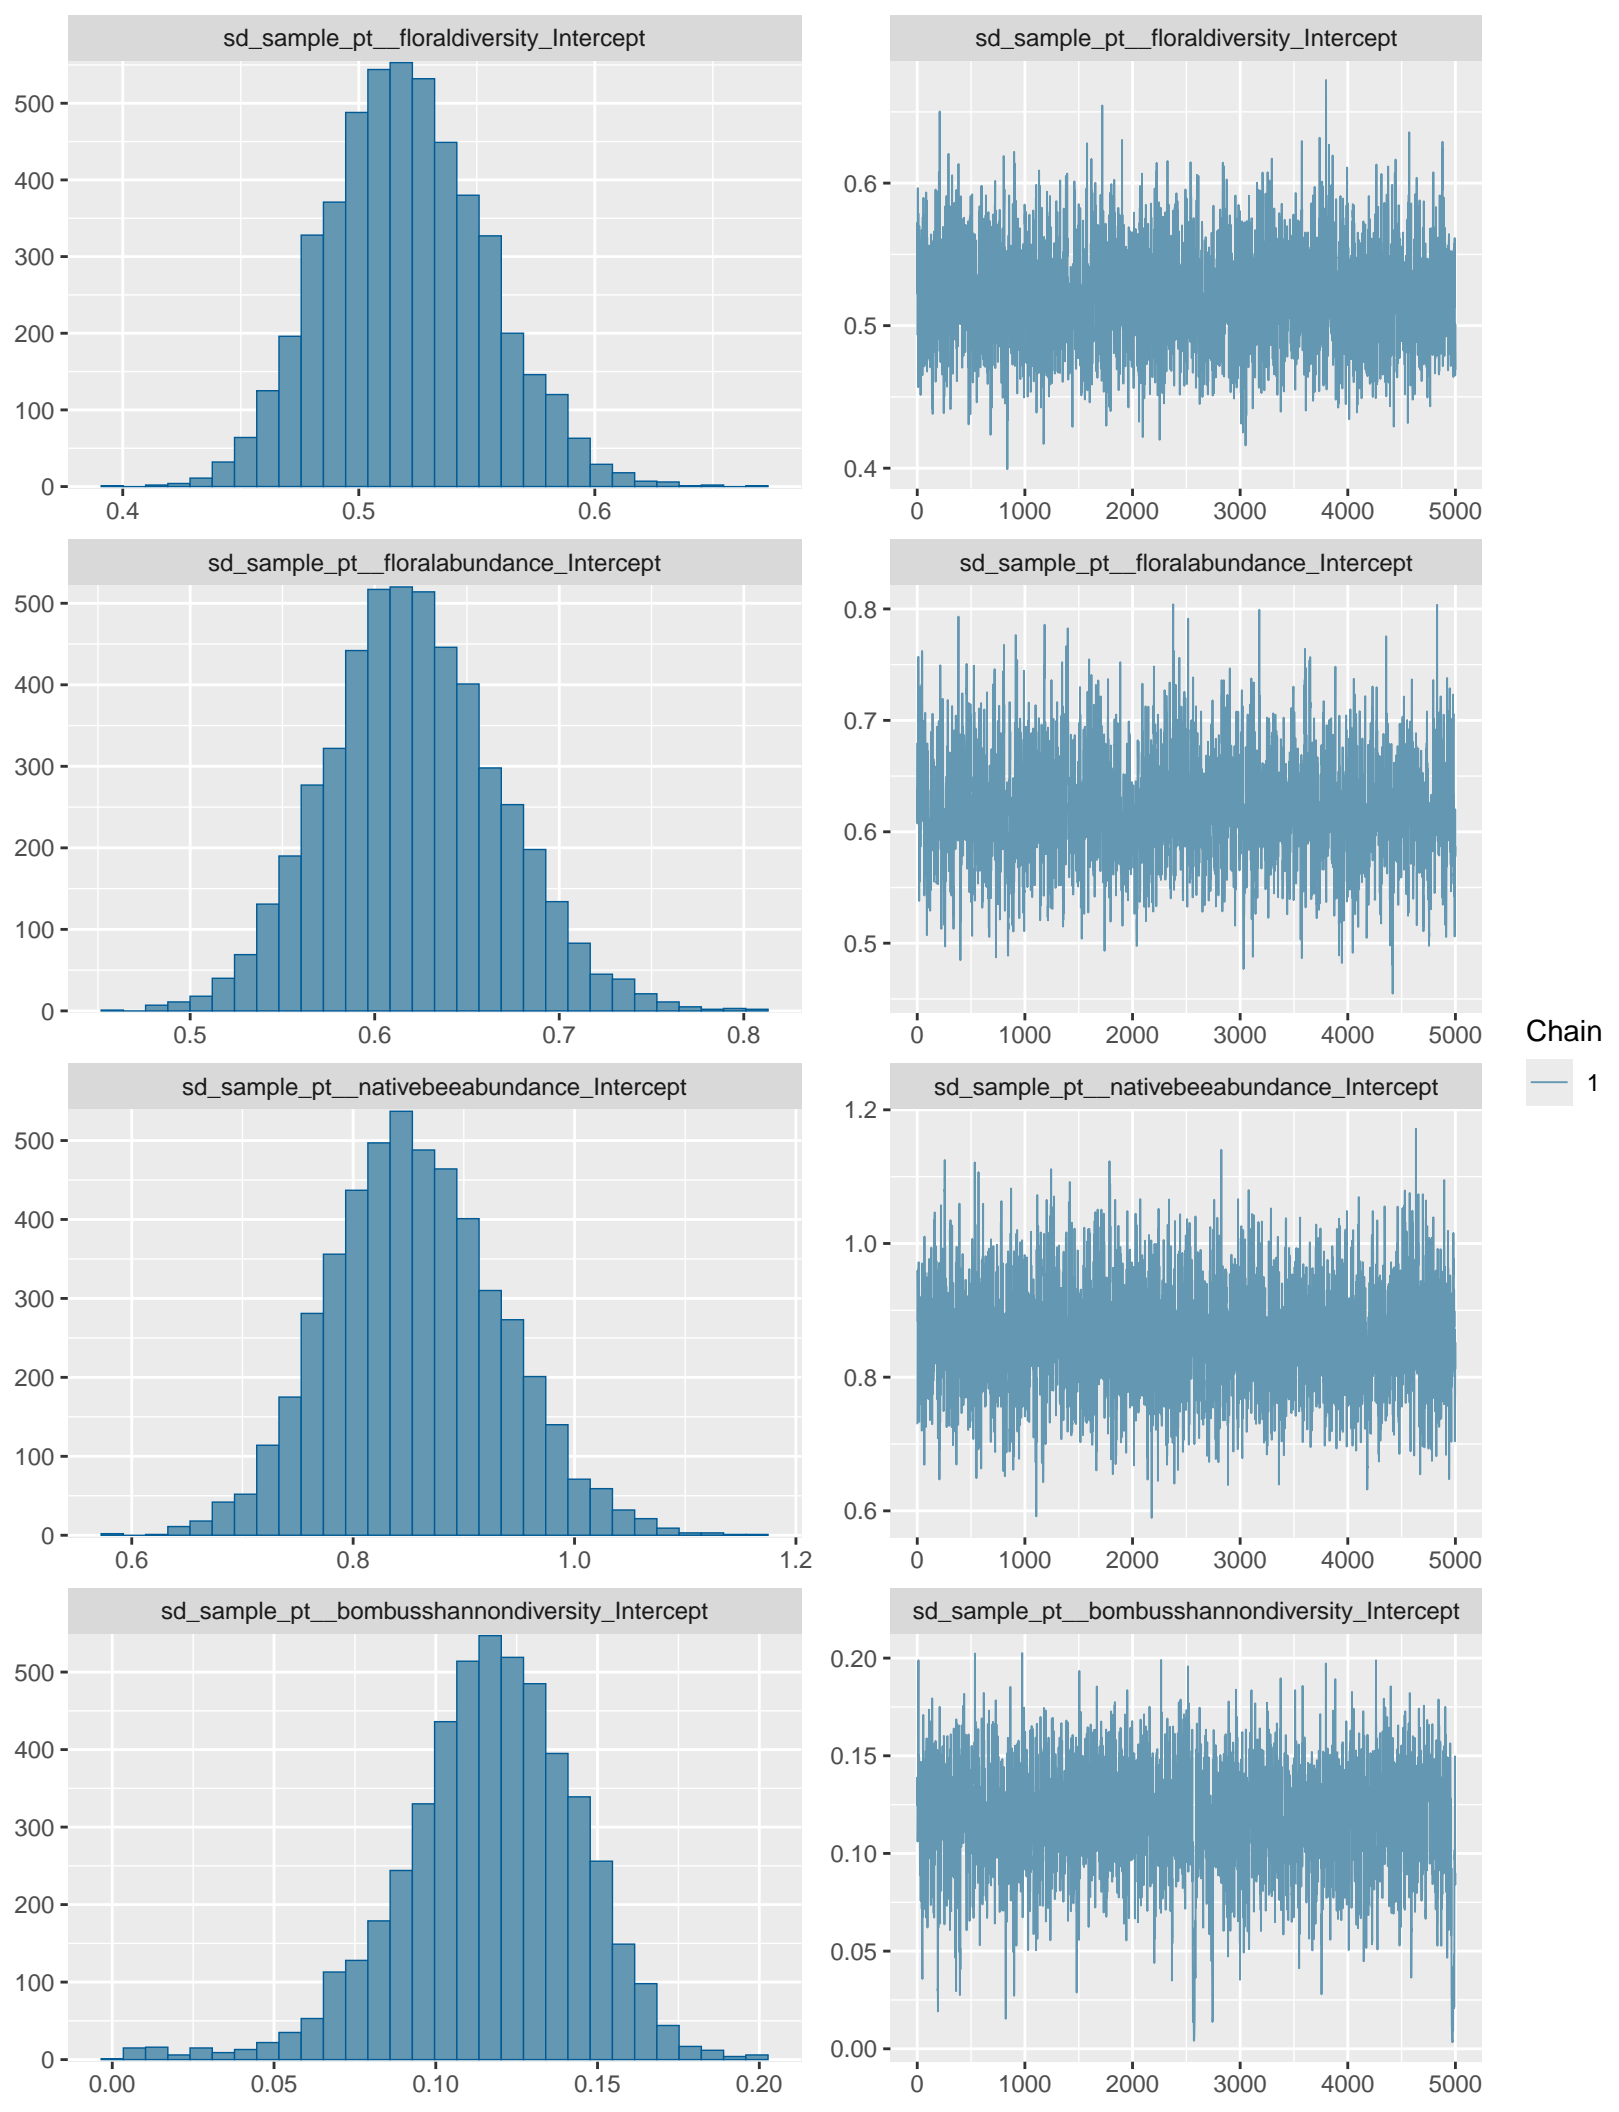 sd_sample_pt__floraldiversity_Intercept
500
400
300
200
100
0
0.4 0.5 0.6
sd_sample_pt__floraldiversity_Intercept
0.6
0.5
0.4
0 1000 2000 3000 4000 5000
sd_sample_pt__floralabundance_Intercept
500
400
300
200
100
0
0.5 0.6 0.7 0.8
sd_sample_pt__floralabundance_Intercept
0.8
0.7
0.6
0.5
0 1000 2000 3000 4000 5000
sd_sample_pt__nativebeeabundance_Intercept
500
400
300
200
100
0
0.6 0.8 1.0 1.2
sd_sample_pt__nativebeeabundance_Intercept
1.2
1.0
0.8
0.6
0 1000 2000 3000 4000 5000
sd_sample_pt__bombusshannondiversity_Intercept
500
400
300
200
100
0
0.00 0.05 0.10 0.15 0.20
sd_sample_pt__bombusshannondiversity_Intercept
0.20
0.15
0.10
0.05
0.00
0 1000 2000 3000 4000 5000
Chain
1